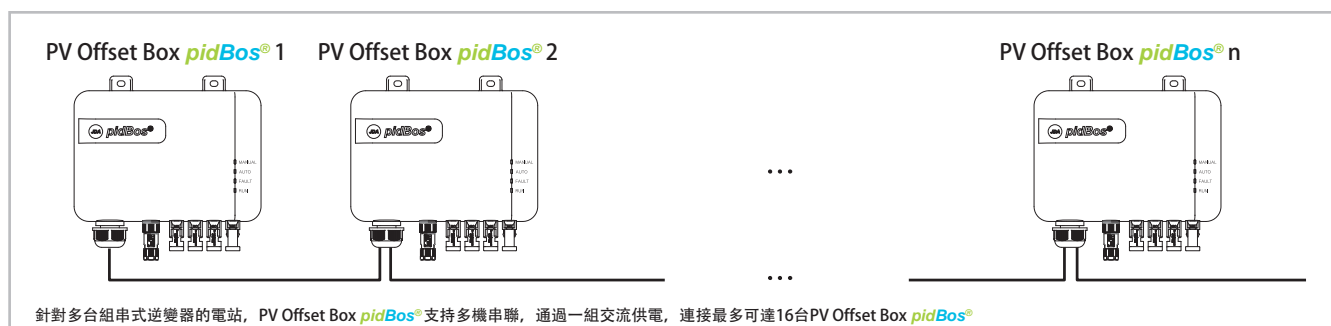 PV Offset Box pidBos® 1 PV Offset Box pidBos® 2 PV Offset Box pidBos® n
JDA pidBos® JDA pidBos® JDA pidBos®
MANUAL MANUAL MANUAL
AUTO AUTO AUTO
FAULT FAULT FAULT
RUN RUN RUN
...
...
針對多台組串式逆變器的電站，PV Offset Box pidBos®支持多機串聯，通過一組交流供電，連接最多可達16台PV Offset Box pidBos®